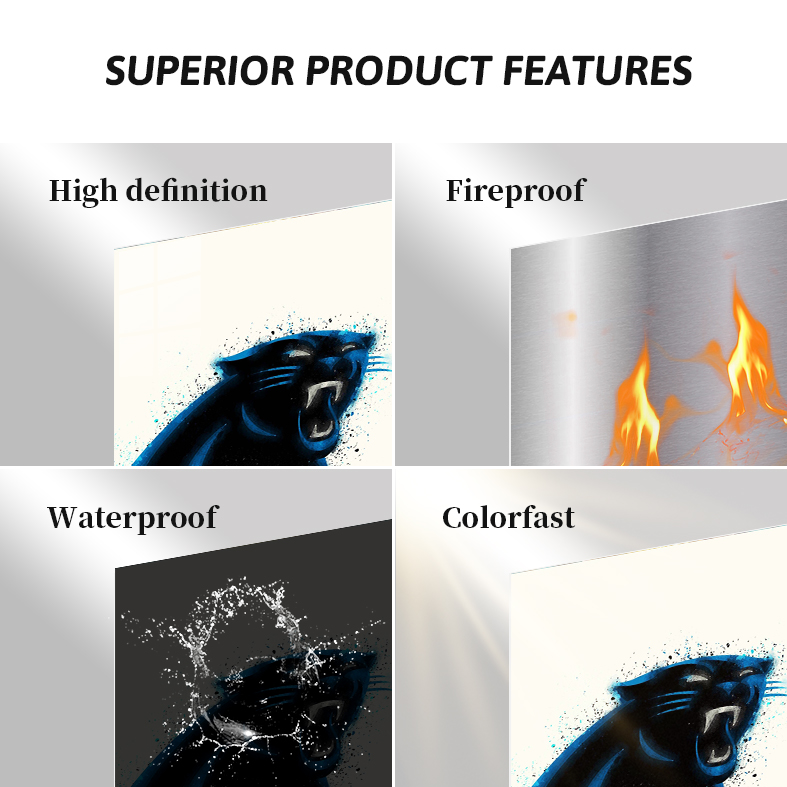 SUPERIOR PRODUCT FEATURES
High definition
Fireproof
Waterproof
Colorfast